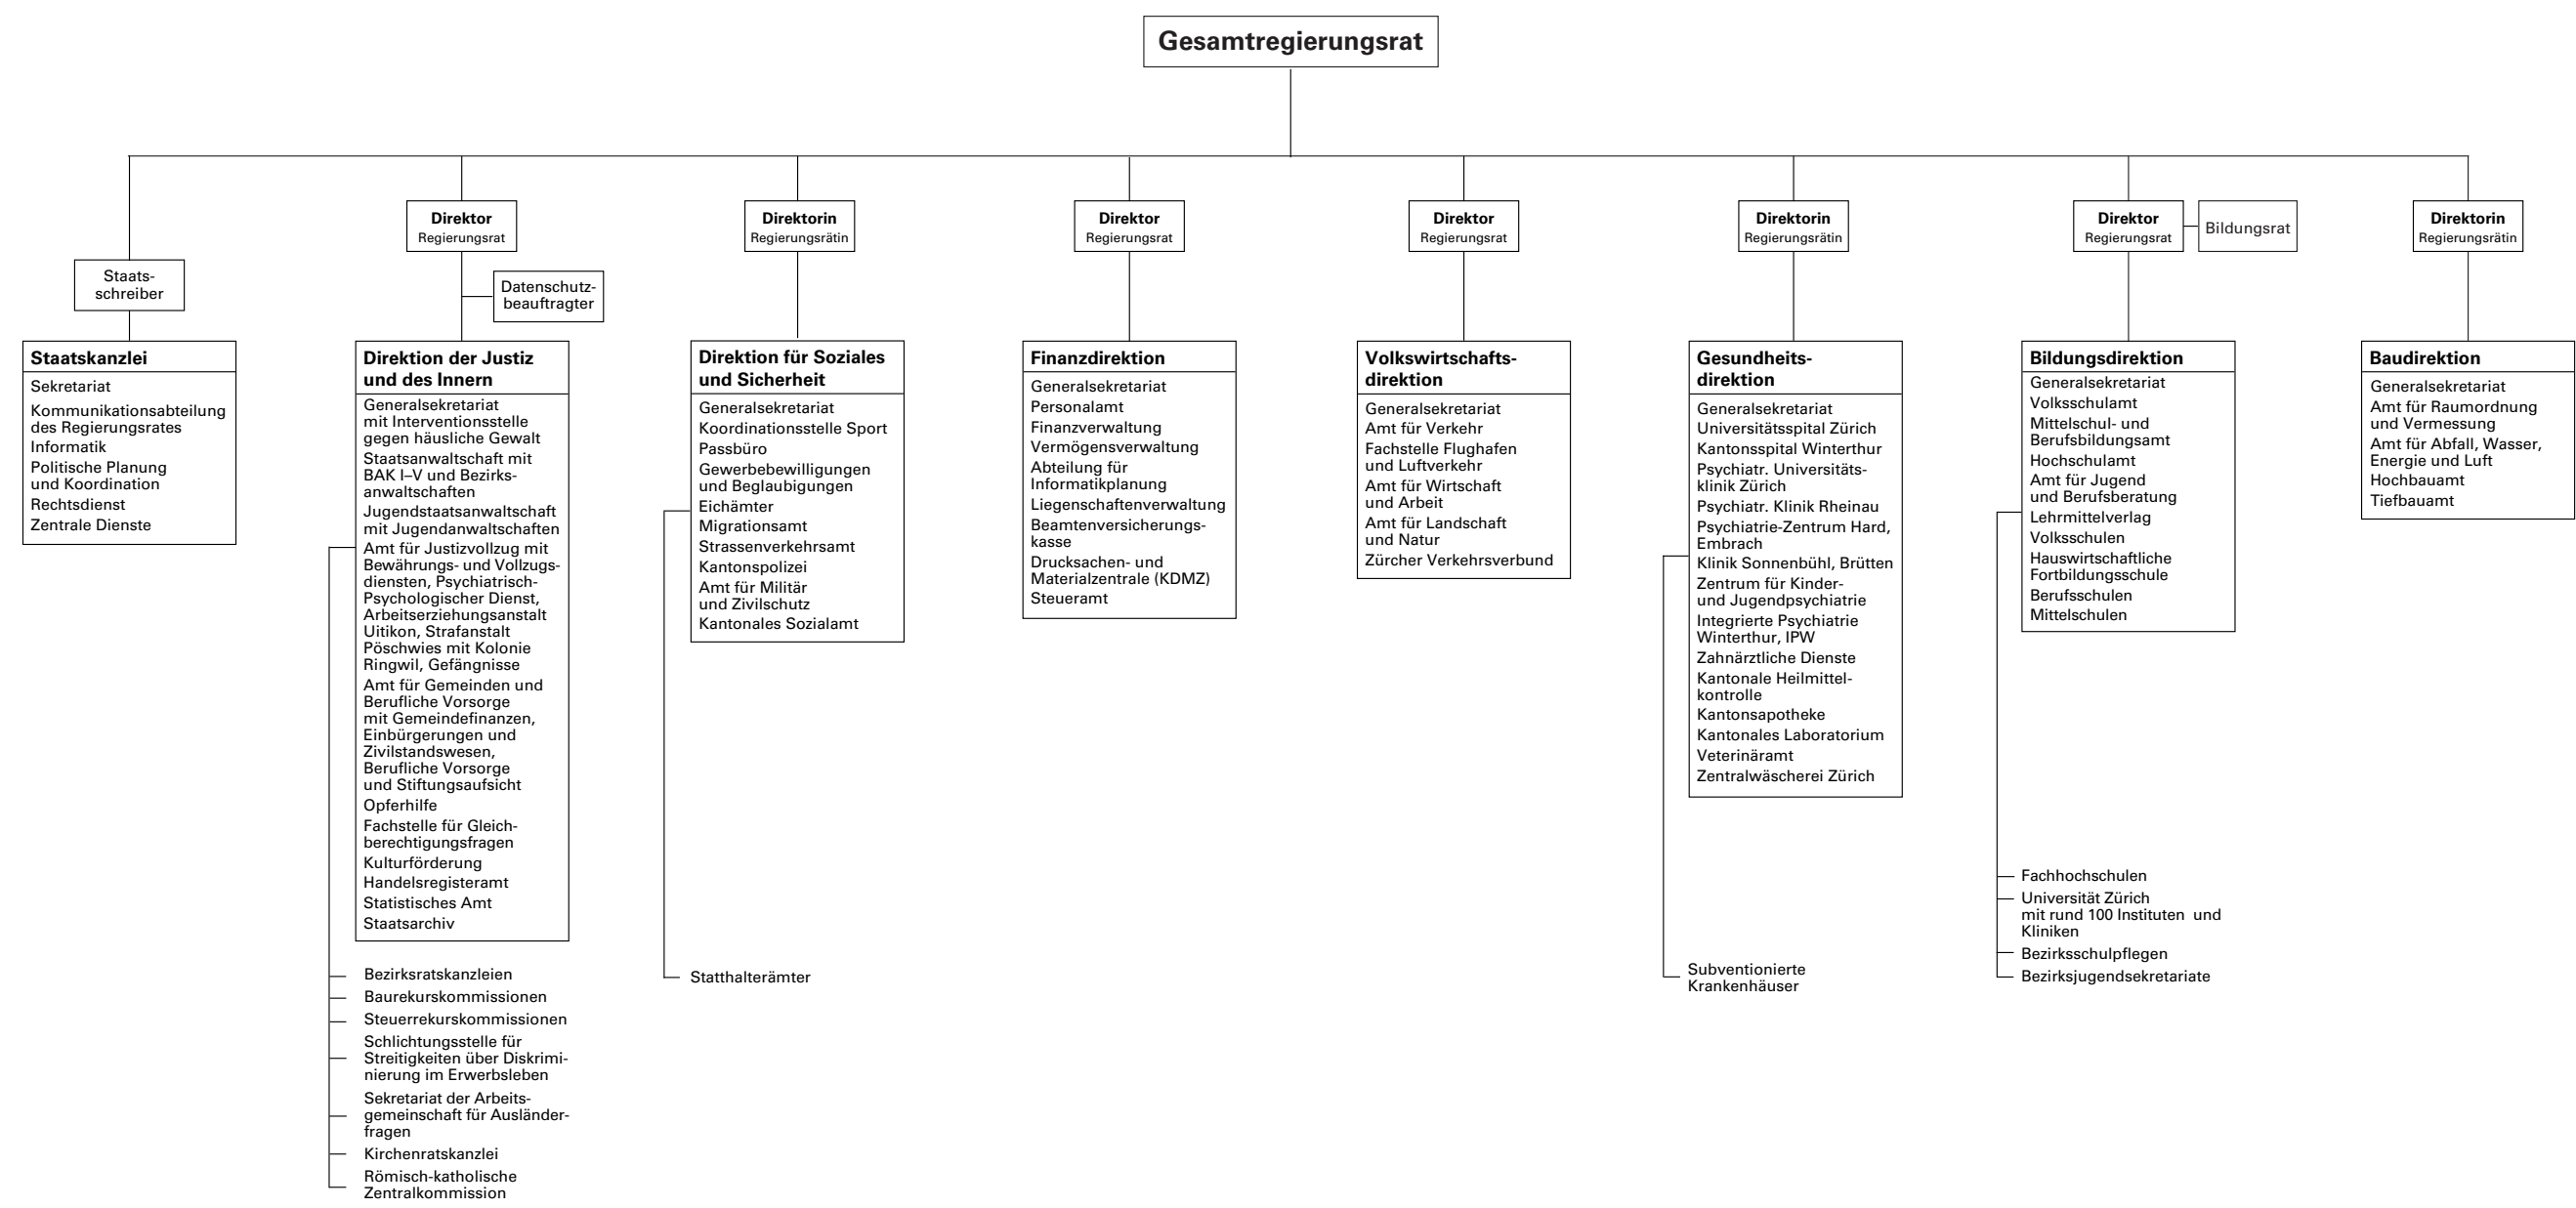 Gesamtregierungsrat
Staats-
schreiber
Staatskanzlei
Sekretariat
Kommunikationsabteilung
des Regierungsrates
Informatik
Politische Planung
und Koordination
Rechtsdienst
Zentrale Dienste
Direktor
Regierungsrat
Datenschutz-
beauftragter
Direktion der Justiz
und des Innern
Generalsekretariat
mit Interventionsstelle
gegen häusliche Gewalt
Staatsanwaltschaft mit
BAK I–V und Bezirks-
anwaltschaften
Jugendstaatsanwaltschaft
mit Jugendanwaltschaften
Amt für Justizvollzug mit
Bewährungs- und Vollzugs-
diensten, Psychiatrisch-
Psychologischer Dienst,
Arbeitserziehungsanstalt
Uitikon, Strafanstalt
Pöschwies mit Kolonie
Ringwil, Gefängnisse
Amt für Gemeinden und
Berufliche Vorsorge
mit Gemeindefinanzen,
Einbürgerungen und
Zivilstandswesen,
Berufliche Vorsorge
und Stiftungsaufsicht
Opferhilfe
Fachstelle für Gleich-
berechtigungsfragen
Kulturförderung
Handelsregisteramt
Statistisches Amt
Staatsarchiv
Bezirksratskanzleien
Baurekurskommissionen
Steuerrekurskommissionen
Schlichtungsstelle für
Streitigkeiten über Diskrimi-
nierung im Erwerbsleben
Sekretariat der Arbeits-
gemeinschaft für Ausländer-
fragen
Kirchenratskanzlei
Römisch-katholische
Zentralkommission
Direktorin
Regierungsrätin
Direktion für Soziales
und Sicherheit
Generalsekretariat
Koordinationsstelle Sport
Passbüro
Gewerbebewilligungen
und Beglaubigungen
Eichämter
Migrationsamt
Strassenverkehrsamt
Kantonspolizei
Amt für Militär
und Zivilschutz
Kantonales Sozialamt
Statthalterämter
Direktor
Regierungsrat
Finanzdirektion
Generalsekretariat
Personalamt
Finanzverwaltung
Vermögensverwaltung
Abteilung für
Informatikplanung
Liegenschaftenverwaltung
Beamtenversicherungs-
kasse
Drucksachen- und
Materialzentrale (KDMZ)
Steueramt
Direktor
Regierungsrat
Volkswirtschafts-
direktion
Generalsekretariat
Amt für Verkehr
Fachstelle Flughafen
und Luftverkehr
Amt für Wirtschaft
und Arbeit
Amt für Landschaft
und Natur
Zürcher Verkehrsverbund
Direktorin
Regierungsrätin
Gesundheits-
direktion
Generalsekretariat
Universitätsspital Zürich
Kantonsspital Winterthur
Psychiatr. Universitäts-
klinik Zürich
Psychiatr. Klinik Rheinau
Psychiatrie-Zentrum Hard,
Embrach
Klinik Sonnenbühl, Brütten
Zentrum für Kinder-
und Jugendpsychiatrie
Integrierte Psychiatrie
Winterthur, IPW
Zahnärztliche Dienste
Kantonale Heilmittel-
kontrolle
Kantonsapotheke
Kantonales Laboratorium
Veterinäramt
Zentralwäscherei Zürich
Subventionierte
Krankenhäuser
Direktor
Regierungsrat
Bildungsrat
Bildungsdirektion
Generalsekretariat
Volksschulamt
Mittelschul- und
Berufsbildungsamt
Hochschulamt
Amt für Jugend
und Berufsberatung
Lehrmittelverlag
Volksschulen
Hauswirtschaftliche
Fortbildungsschule
Berufsschulen
Mittelschulen
Fachhochschulen
Universität Zürich
mit rund 100 Instituten und
Kliniken
Bezirksschulpflegen
Bezirksjugendsekretariate
Direktorin
Regierungsrätin
Baudirektion
Generalsekretariat
Amt für Raumordnung
und Vermessung
Amt für Abfall, Wasser,
Energie und Luft
Hochbauamt
Tiefbauamt